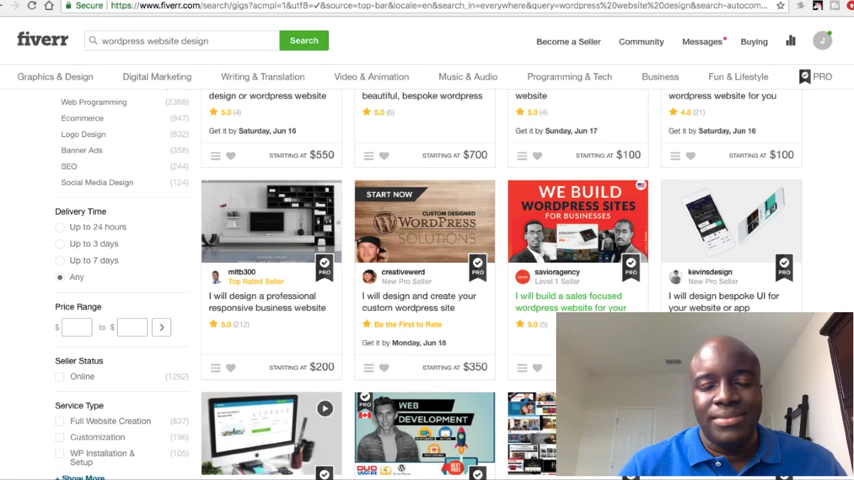 Secure https://www.fiverr.com/search/gigs?acmpl=1&utf8=✓&source=top-bar&locale=en&search_in=everywhere&query=wordpress%20website%20design&search-autocom...
fiverr
wordpress website design
Search
Become a Seller
Community
Messages
Buying
J
Graphics & Design
Digital Marketing
Writing & Translation
Video & Animation
Music & Audio
Programming & Tech
Business
Fun & Lifestyle
PRO
Web Programming (2368)
Ecommerce (947)
Logo Design (832)
Banner Ads (358)
SEO (244)
Social Media Design (124)
Delivery Time
Up to 24 hours
Up to 3 days
Up to 7 days
Any
Price Range
$ to $
Seller Status
Online (1292)
Service Type
Full Website Creation (837)
Customization (196)
WP Installation & (105)
Setup
+ Show More
design or wordpress website
5.0 (4)
Get it by Saturday, Jun 16
STARTING AT $550
beautiful, bespoke wordpress
5.0 (6)
STARTING AT $700
website
5.0 (4)
Get it by Sunday, Jun 17
STARTING AT $100
wordpress website for you
4.8 (21)
Get it by Saturday, Jun 16
STARTING AT $100
PRO
mltb300
Top Rated Seller
I will design a professional
responsive business website
5.0 (212)
STARTING AT $200
START NOW
CUSTOM DESIGNED
WORDPRESS
SOLUTIONS
PRO
creativewerd
New Pro Seller
I will design and create your
custom wordpress site
Be the First to Rate
Get it by Monday, Jun 18
STARTING AT $350
WE BUILD
WORDPRESS SITES
FOR BUSINESSES
PRO
savioragency
Level 1 Seller
I will build a sales focused
wordpress website for your
5.0 (5)
PRO
kevinsdesign
New Pro Seller
I will design bespoke UI for
your website or app
PRO
WEB
DEVELOPMENT